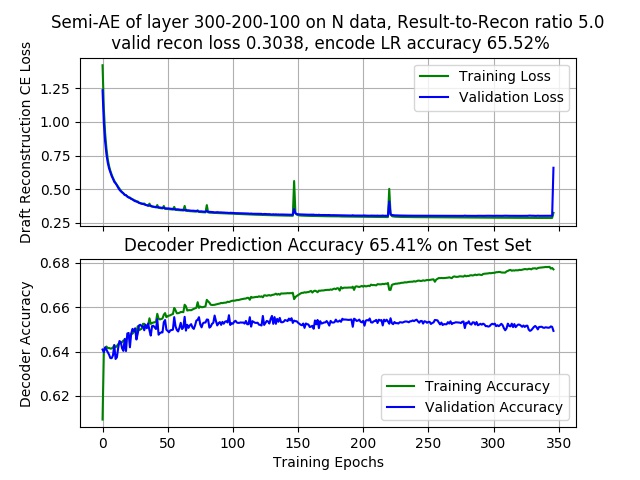 Semi-AE of layer 300-200-100 on N data, Result-to-Recon ratio 5.0
valid recon loss 0.3038, encode LR accuracy 65.52%
Draft Reconstruction CE Loss
1.25
1.00
0.75
0.50
0.25
Training Loss
Validation Loss
Decoder Prediction Accuracy 65.41% on Test Set
Decoder Accuracy
0.68
0.66
0.64
0.62
Training Accuracy
Validation Accuracy
0 50 100 150 200 250 300 350
Training Epochs